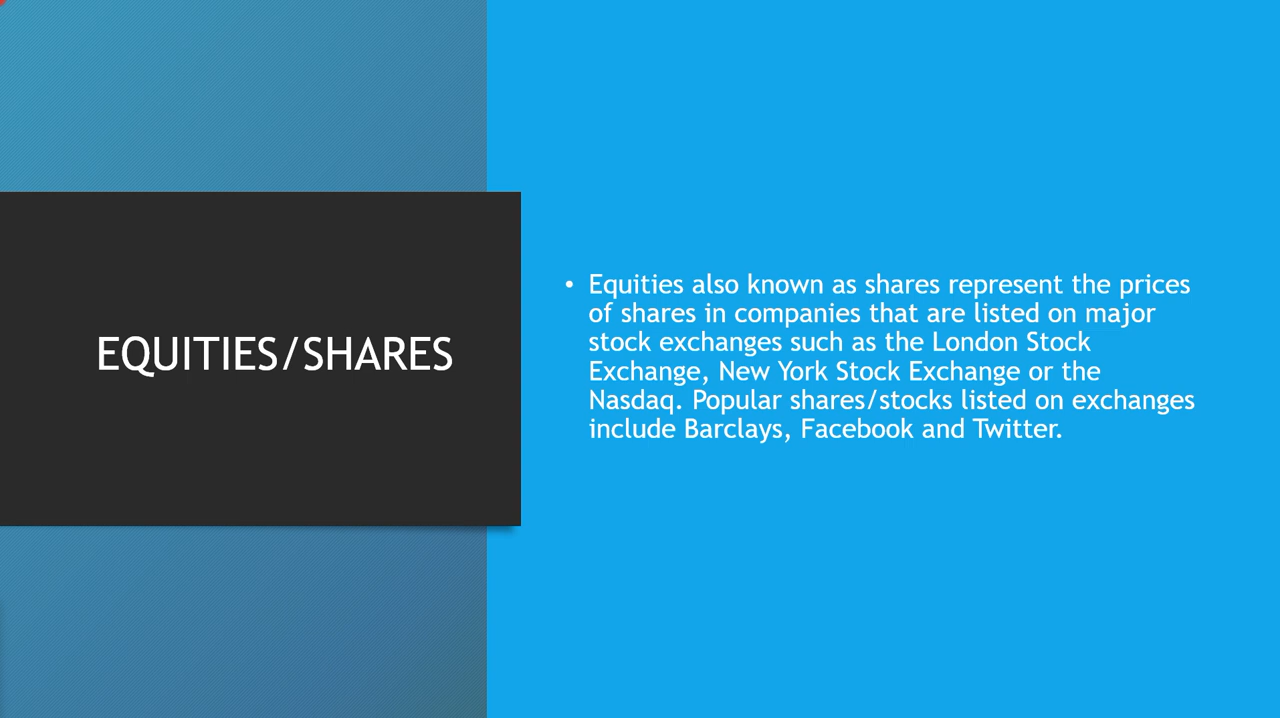 EQUITIES/SHARES
• Equities also known as shares represent the prices
of shares in companies that are listed on major
stock exchanges such as the London Stock
Exchange, New York Stock Exchange or the
Nasdaq. Popular shares/stocks listed on exchanges
include Barclays, Facebook and Twitter.